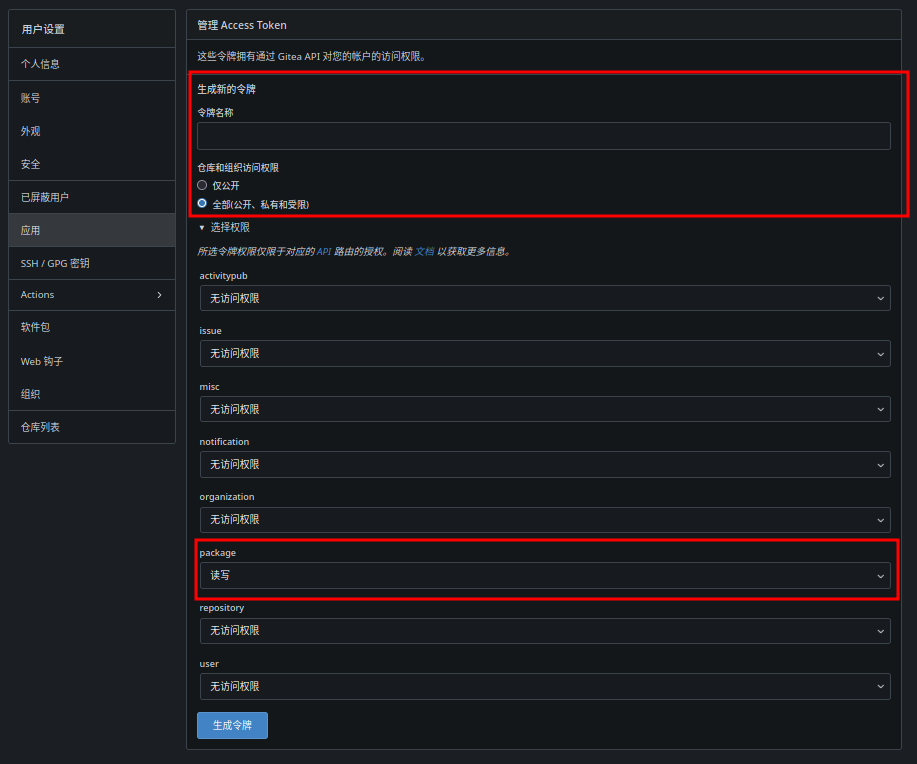 用户设置
个人信息
账号
外观
安全
已屏蔽用户
应用
SSH / GPG 密钥
Actions
软件包
Web 钩子
组织
仓库列表
管理 Access Token
这些令牌拥有通过 Gitea API 对您的帐户的访问权限。
生成新的令牌
令牌名称
仓库和组织访问权限
仅公开
全部(公开、私有和受限)
选择权限
所选令牌权限仅限于对应的 API 路由的授权。阅读 文档 以获取更多信息。
activitypub
无访问权限
issue
无访问权限
misc
无访问权限
notification
无访问权限
organization
无访问权限
package
读写
repository
无访问权限
user
无访问权限
生成令牌